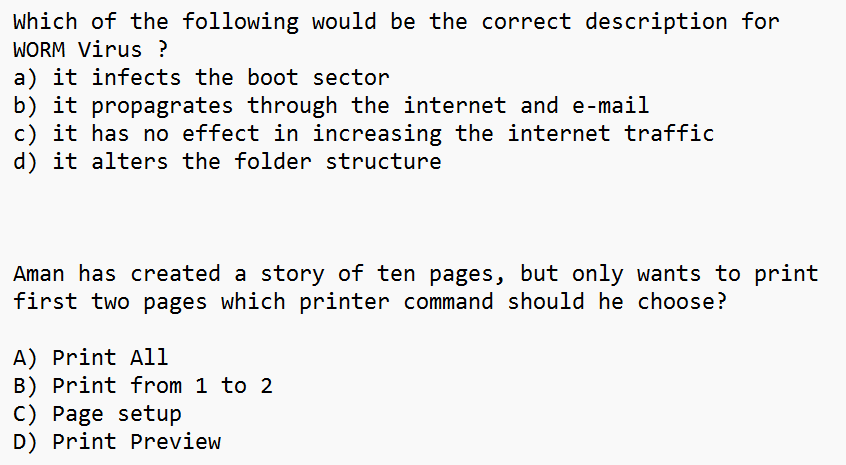 Which of the following would be the correct description for
WORM Virus ?
a) it infects the boot sector
b) it propagrates through the internet and e-mail
c) it has no effect in increasing the internet traffic
d) it alters the folder structure
Aman has created a story of ten pages, but only wants to print
first two pages which printer command should he choose?
A) Print All
B) Print from 1 to 2
C) Page setup
D) Print Preview